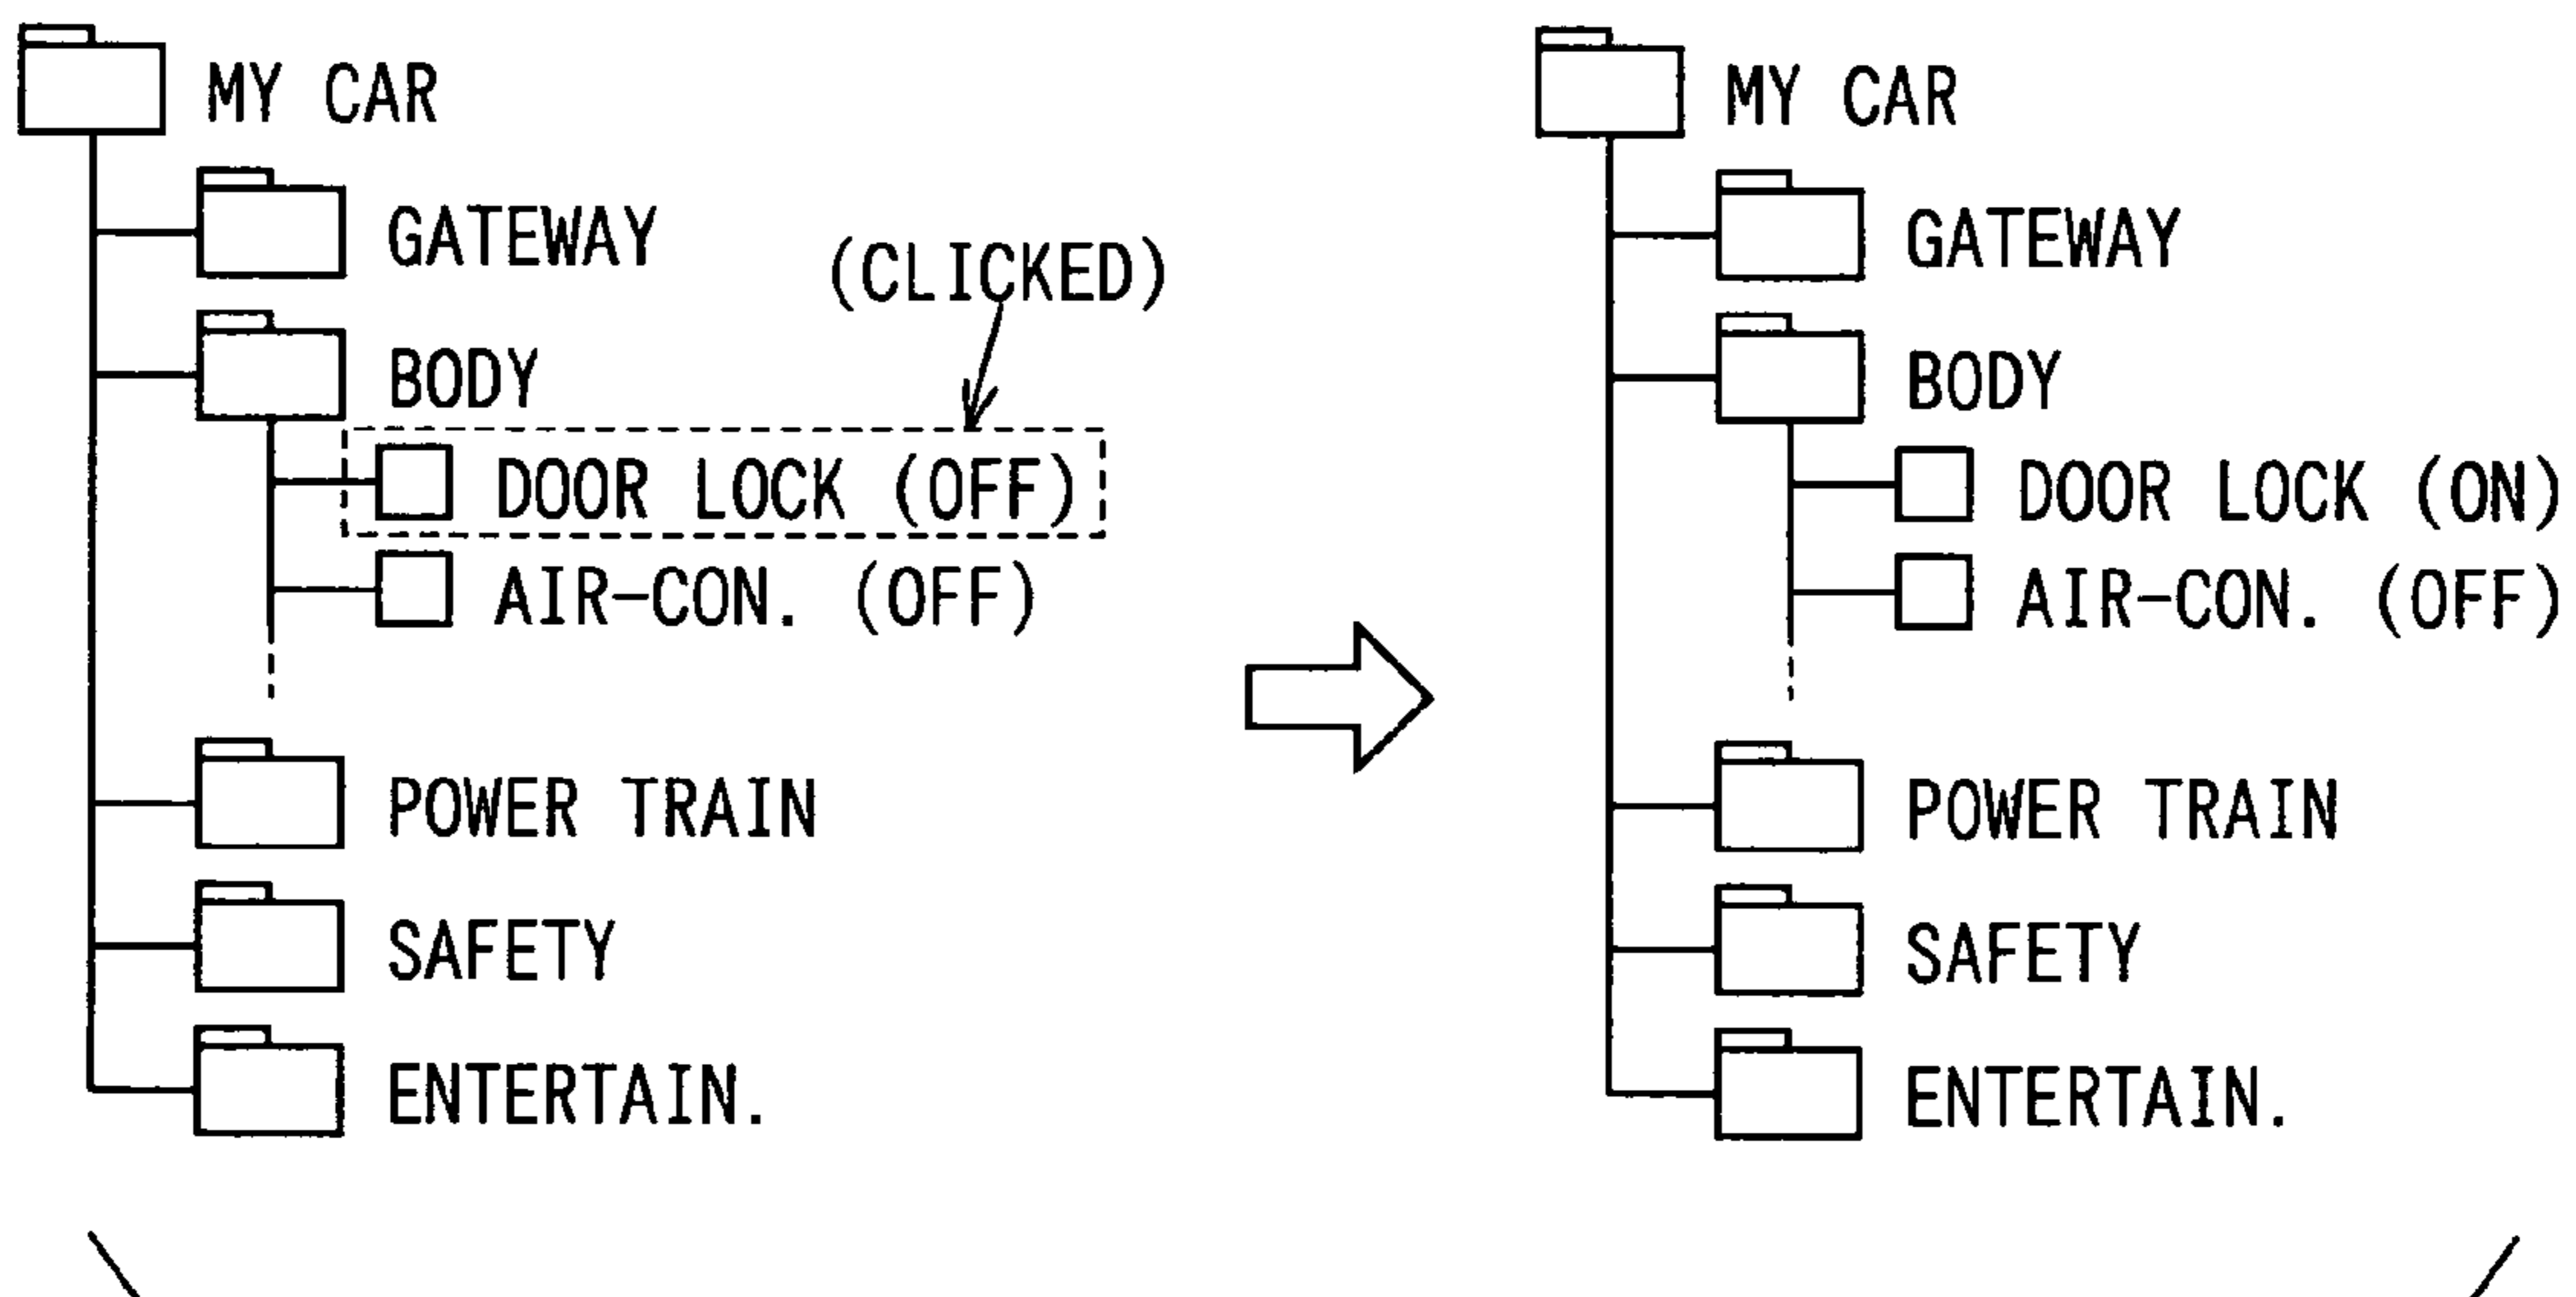 MY CAR
GATEWAY
(CLICKED)
BODY
DOOR LOCK (OFF)
AIR-CON. (OFF)
POWER TRAIN
SAFETY
ENTERTAIN.
MY CAR
GATEWAY
BODY
DOOR LOCK (ON)
AIR-CON. (OFF)
POWER TRAIN
SAFETY
ENTERTAIN.